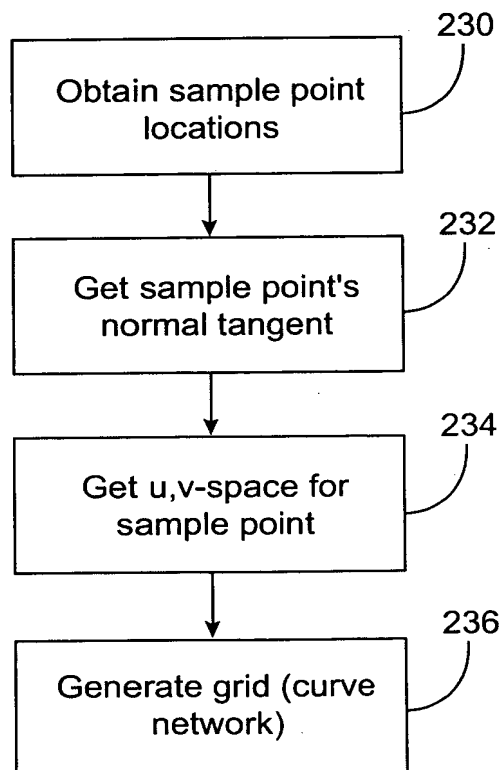 230
Obtain sample point
locations
232
Get sample point's
normal tangent
234
Get u,v-space for
sample point
236
Generate grid (curve
network)